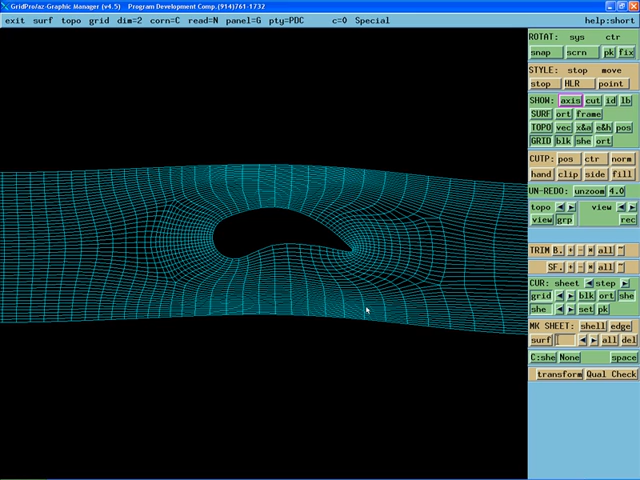 GridPro/az-Graphic Manager (v4.5) Program Development Comp.(914)761-1732
exit surf topo grid dim=2 corn=C read=N panel=G pty=PDC c=0 Special help:short
ROTAT: sys ctr
snap scrn pk fix
STYLE: stop move
stop HLR point
SHOW: axis cut id lb
SURF ort frame
TOPO vec x&a e&h pos
GRID blk she ort
CUTP: pos ctr norm
hand clip side fill
UN-REDO: unzoom 4.0
topo view
view grp rec
TRIM B. + - * all ~
SF. + - * all ~
CUR: sheet step
grid blk ort she
she set pk
MK SHEET: shell edge
surf all del
C:she None space
transform Qual Check